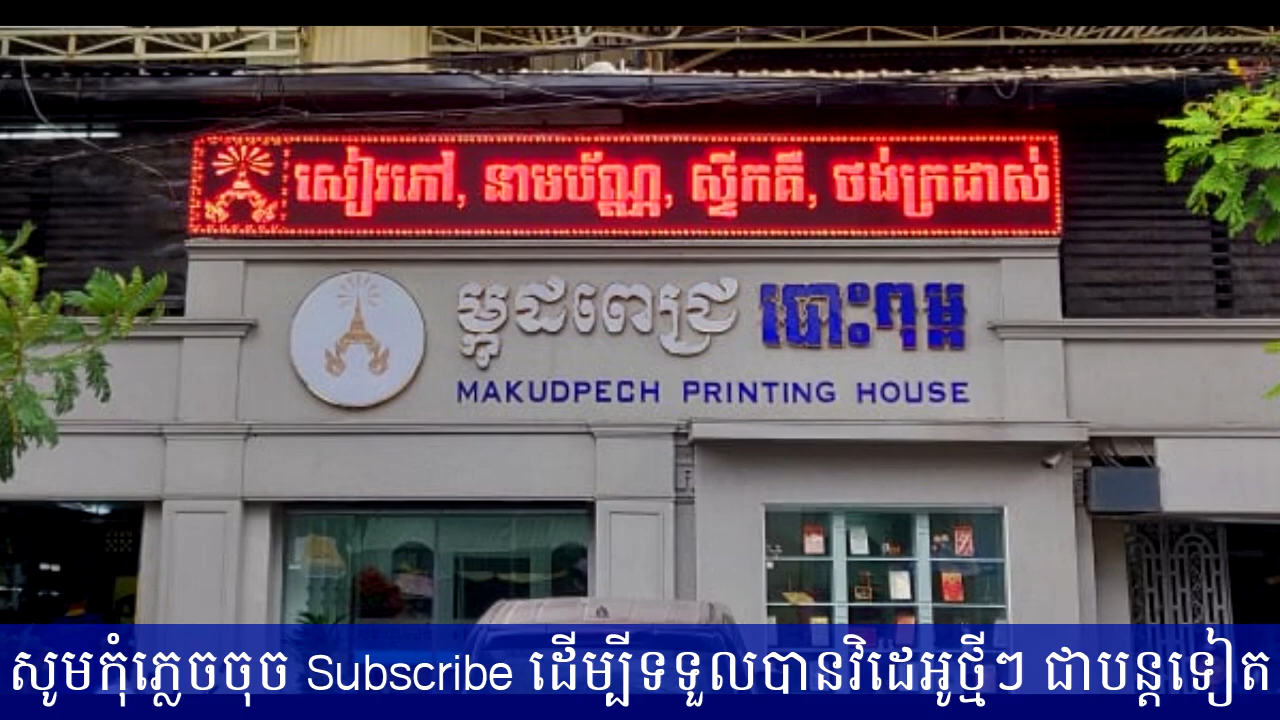 សៀវភៅ, នាមប័ណ្ណ, ស្ទីកគឺ, ថង់ក្រដាស់
ម្កុដពេជ្រ បោះពុម្ព
MAKUDPECH PRINTING HOUSE
សូមកុំភ្លេចចុច Subscribe ដើម្បីទទួលបានវិដេអូថ្មីៗ ជាបន្តទៀត